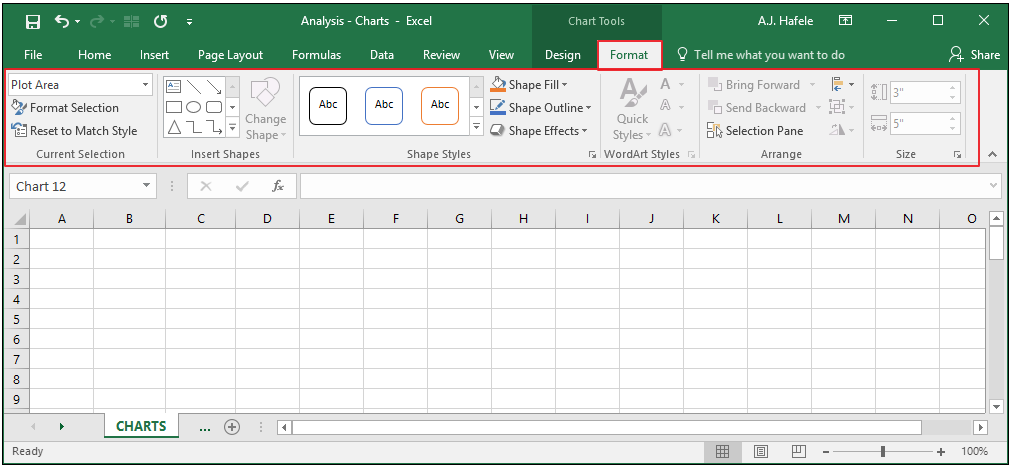 Analysis - Charts - Excel
Chart Tools
A.J. Hafele
File Home Insert Page Layout Formulas Data Review View Design Format Tell me what you want to do Share
Plot Area
Format Selection
Reset to Match Style
Current Selection
Change
Shape
Insert Shapes
Abc Abc Abc
Shape Fill
Shape Outline
Shape Effects
Shape Styles
Quick
Styles
A
A
A
WordArt Styles
Bring Forward
Send Backward
Selection Pane
Arrange
3"
5"
Size
Chart 12
fx
A B C D E F G H I J K L M N O
1
2
3
4
5
6
7
8
9
CHARTS ...
Ready
100%